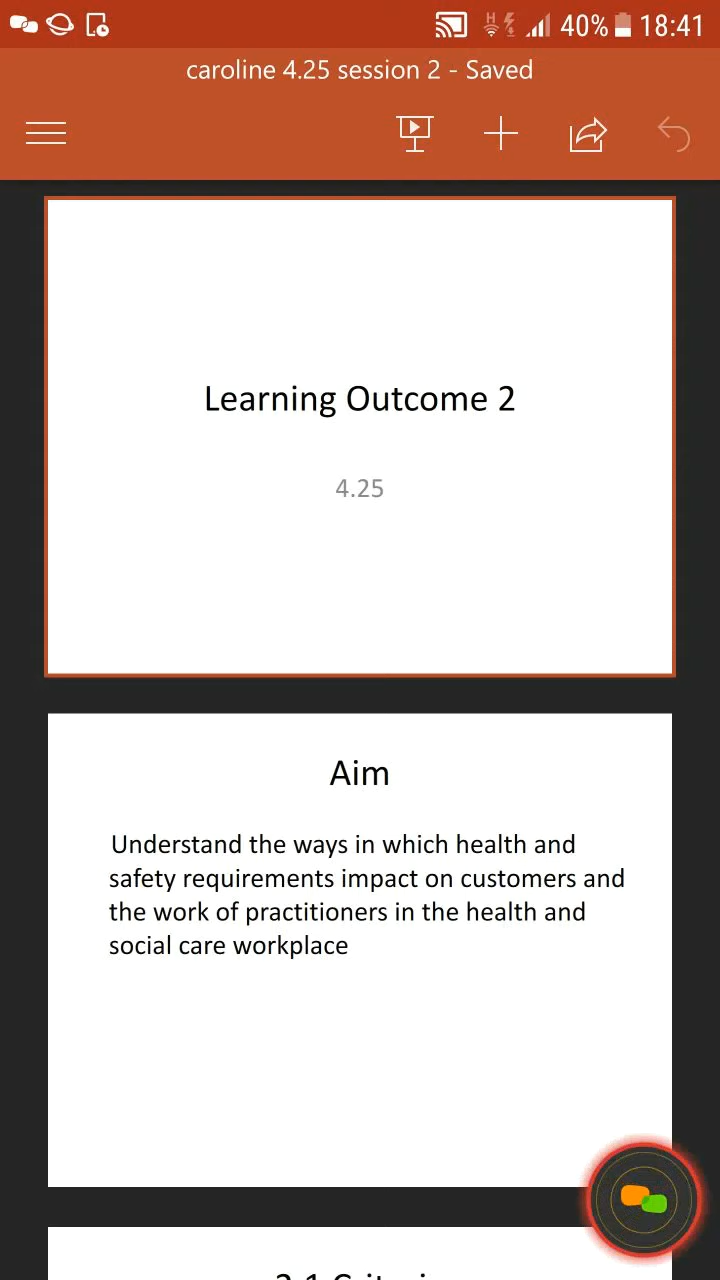 40% 18:41
caroline 4.25 session 2 - Saved
Learning Outcome 2
4.25
Aim
Understand the ways in which health and
safety requirements impact on customers and
the work of practitioners in the health and
social care workplace